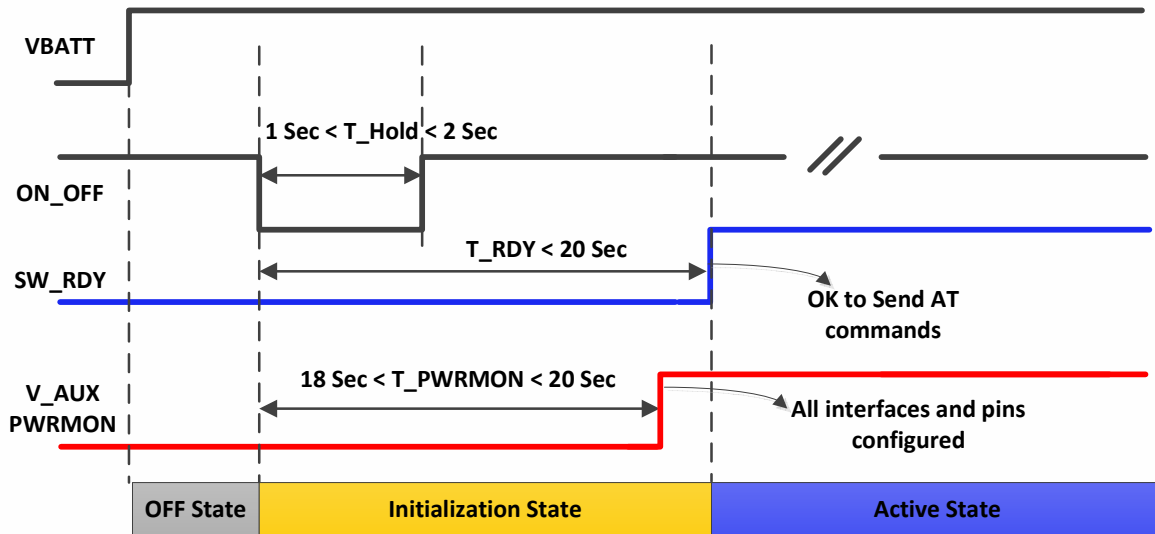 VBATT
1 Sec < T_Hold < 2 Sec
ON_OFF
T_RDY < 20 Sec
SW_RDY
OK to Send AT
commands
18 Sec < T_PWRMON < 20 Sec
V_AUX
PWRMON
All interfaces and pins
configured
OFF State
Initialization State
Active State